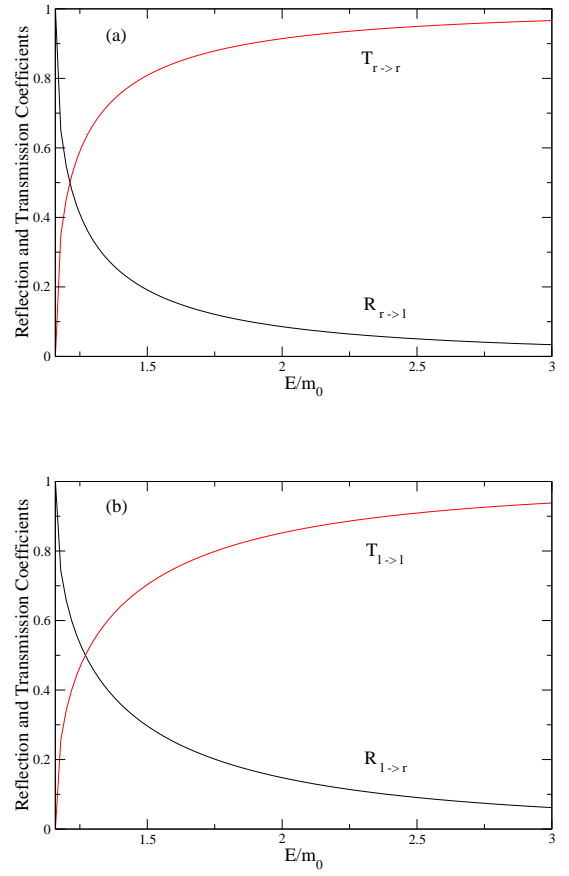 (a)
Reflection and Transmission Coefficients
1
0.8
0.6
0.4
0.2
0
T r->r
R r->l
1.5
2
2.5
3
E/m0
(b)
Reflection and Transmission Coefficients
1
0.8
0.6
0.4
0.2
0
T l->l
R l->r
1.5
2
2.5
3
E/m0